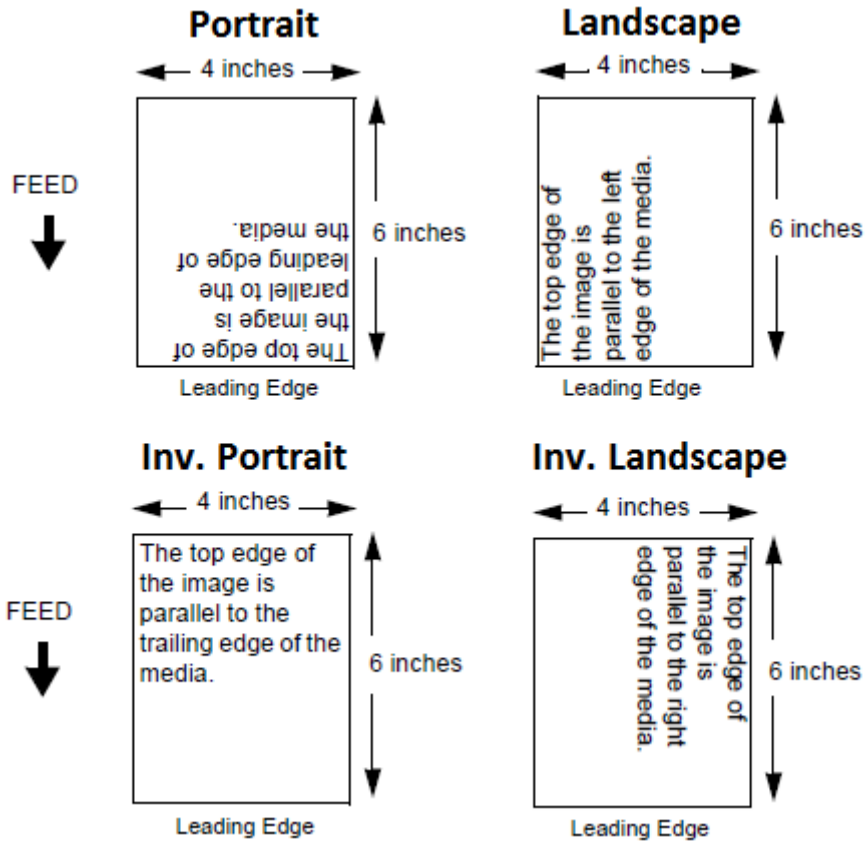 Portrait
4 inches
FEED
The top edge of
the image is
parallel to the
leading edge of
the media.
6 inches
Leading Edge
Landscape
4 inches
The top edge of
the image is
parallel to the left
edge of the media.
6 inches
Leading Edge
Inv. Portrait
4 inches
FEED
The top edge of
the image is
parallel to the
trailing edge of the
media.
6 inches
Leading Edge
Inv. Landscape
4 inches
The top edge of
the image is
parallel to the right
edge of the media.
6 inches
Leading Edge